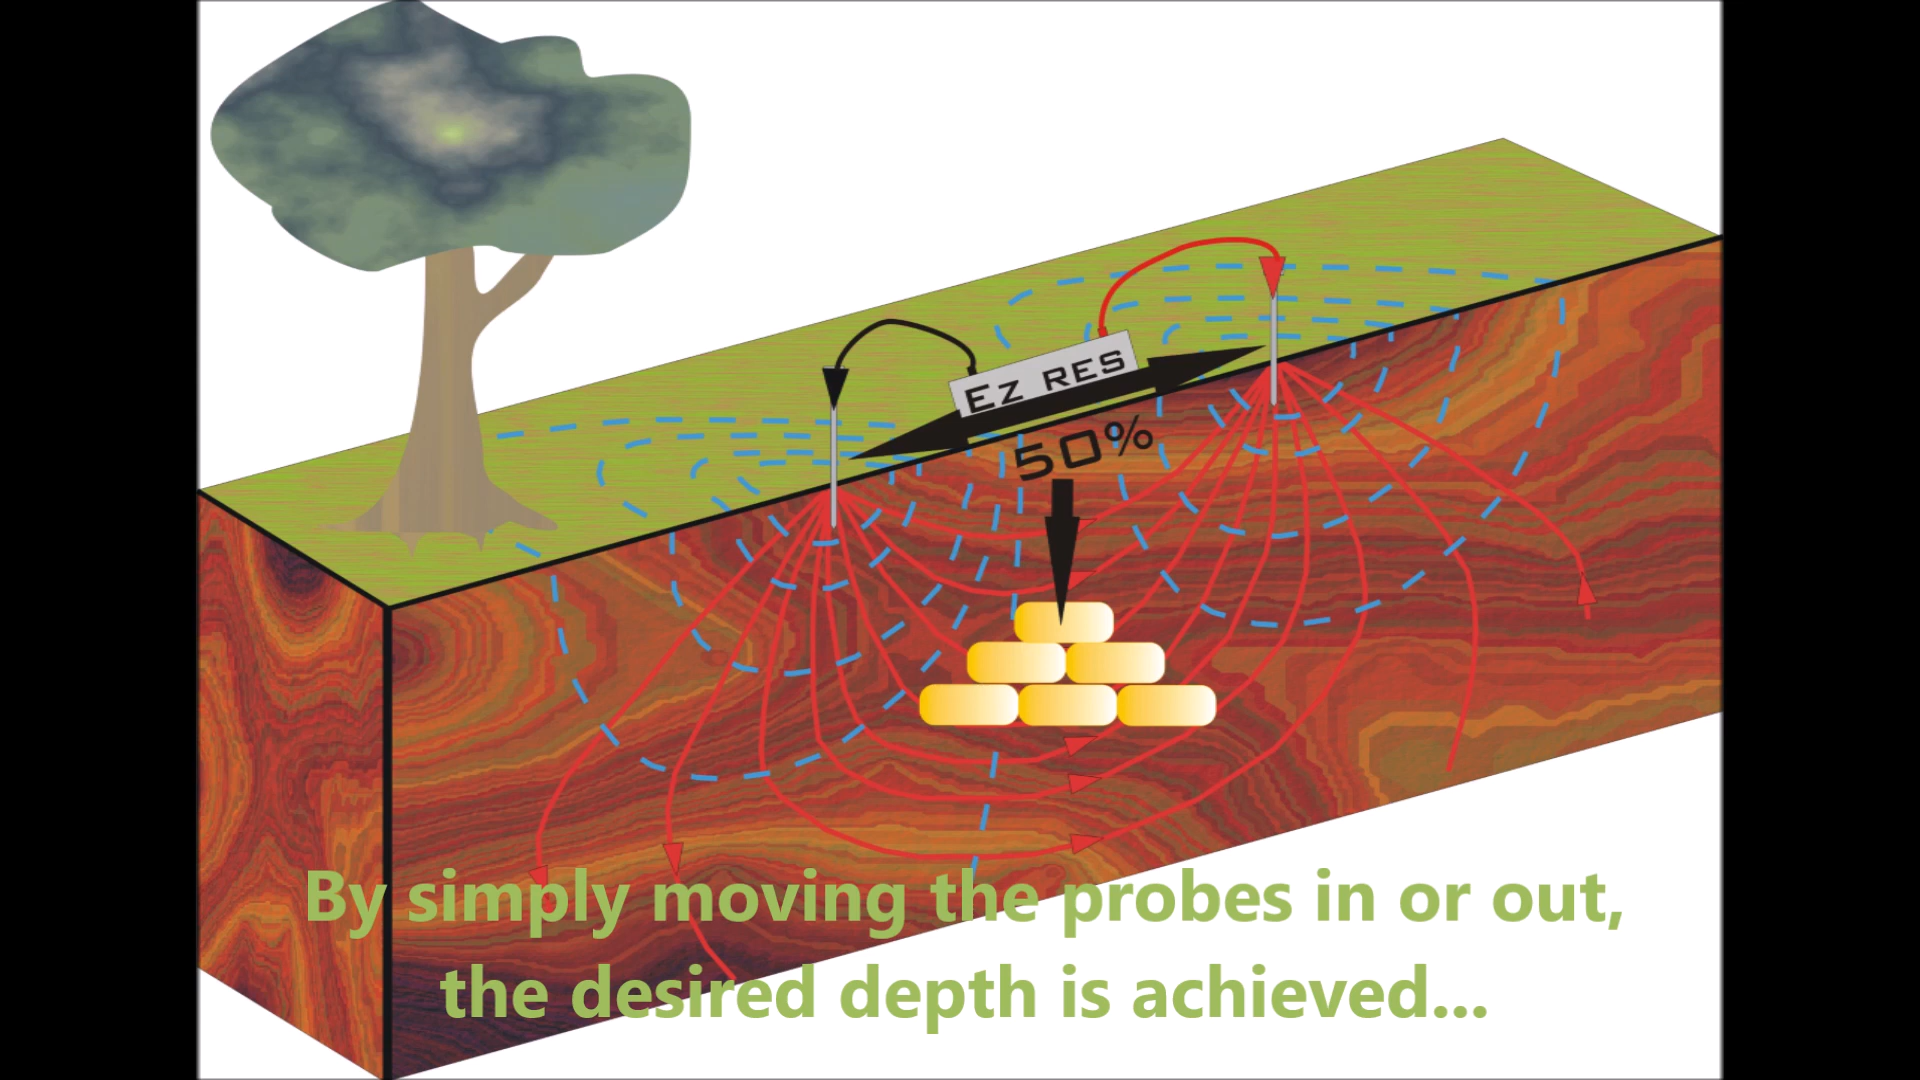 Ez RES
50%
By simply moving the probes in or out,
the desired depth is achieved...